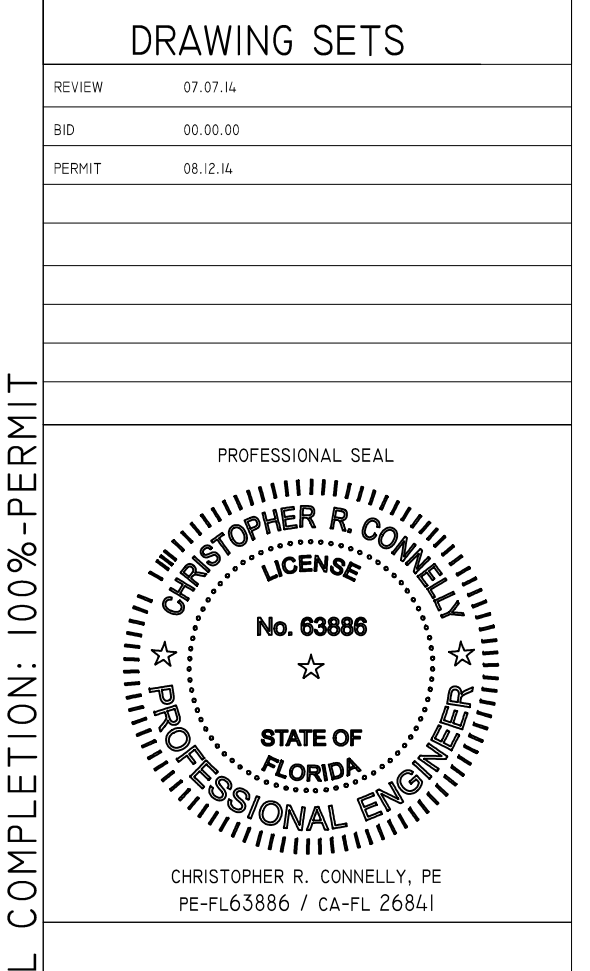 DRAWING SETS
REVIEW 07.07.14
BID 00.00.00
PERMIT 08.12.14
L COMPLETION: 100%-PERMIT
PROFESSIONAL SEAL
CHRISTOPHER R. CONNELLY
LICENSE
No. 63886
STATE OF
FLORIDA
PROFESSIONAL ENGINEER
CHRISTOPHER R. CONNELLY, PE
PE-FL63886 / CA-FL 26841